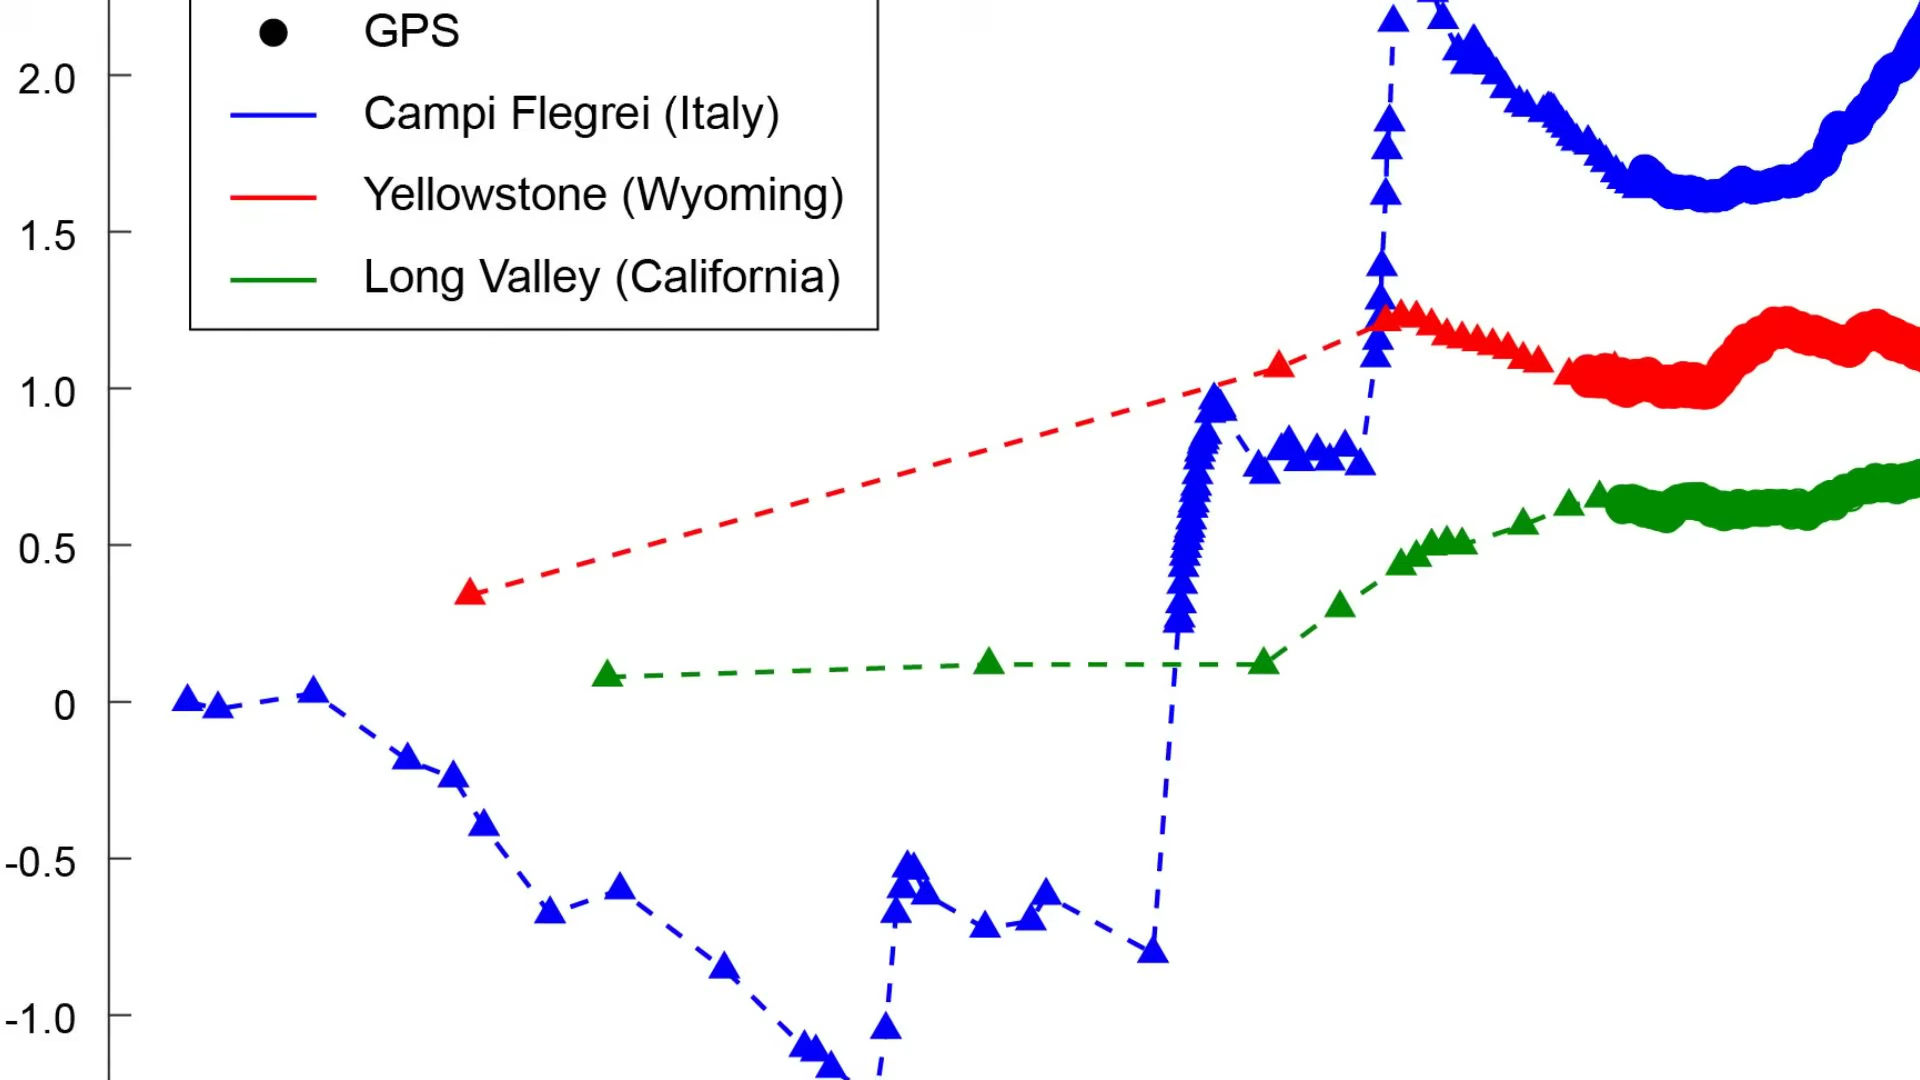 GPS
Campi Flegrei (Italy)
Yellowstone (Wyoming)
Long Valley (California)
2.0
1.5
1.0
0.5
0
-0.5
-1.0